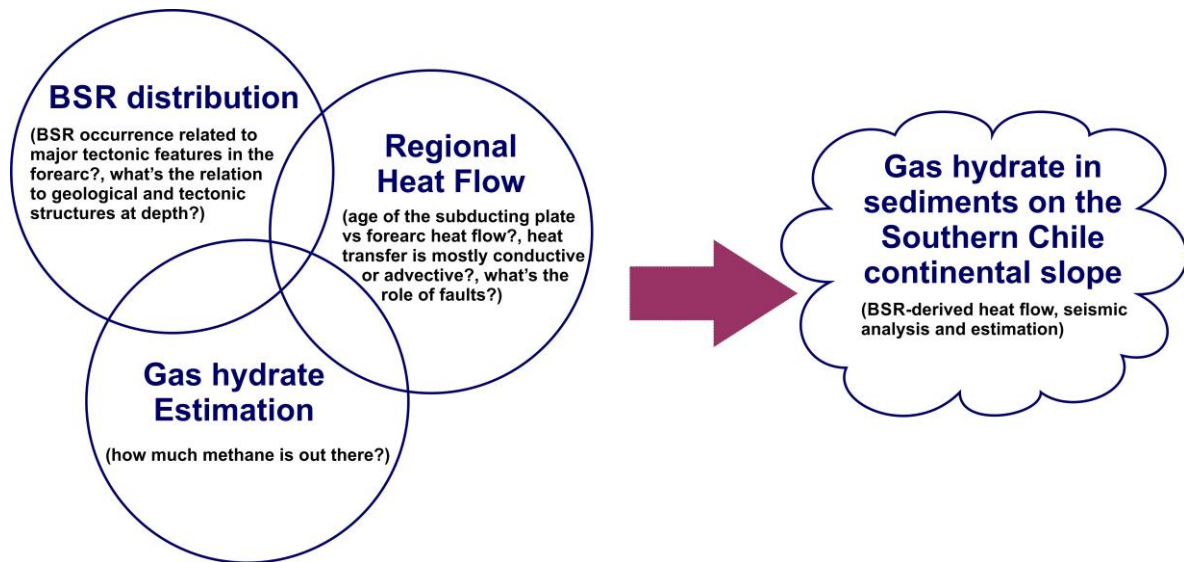 BSR distribution
(BSR occurrence related to
major tectonic features in the
forearc?, what's the relation
to geological and tectonic
structures at depth?)
Regional
Heat Flow
(age of the subducting plate
vs forearc heat flow?, heat
transfer is mostly conductive
or advective?, what's the
role of faults?)
Gas hydrate
Estimation
(how much methane is out there?)
Gas hydrate in
sediments on the
Southern Chile
continental slope
(BSR-derived heat flow, seismic
analysis and estimation)